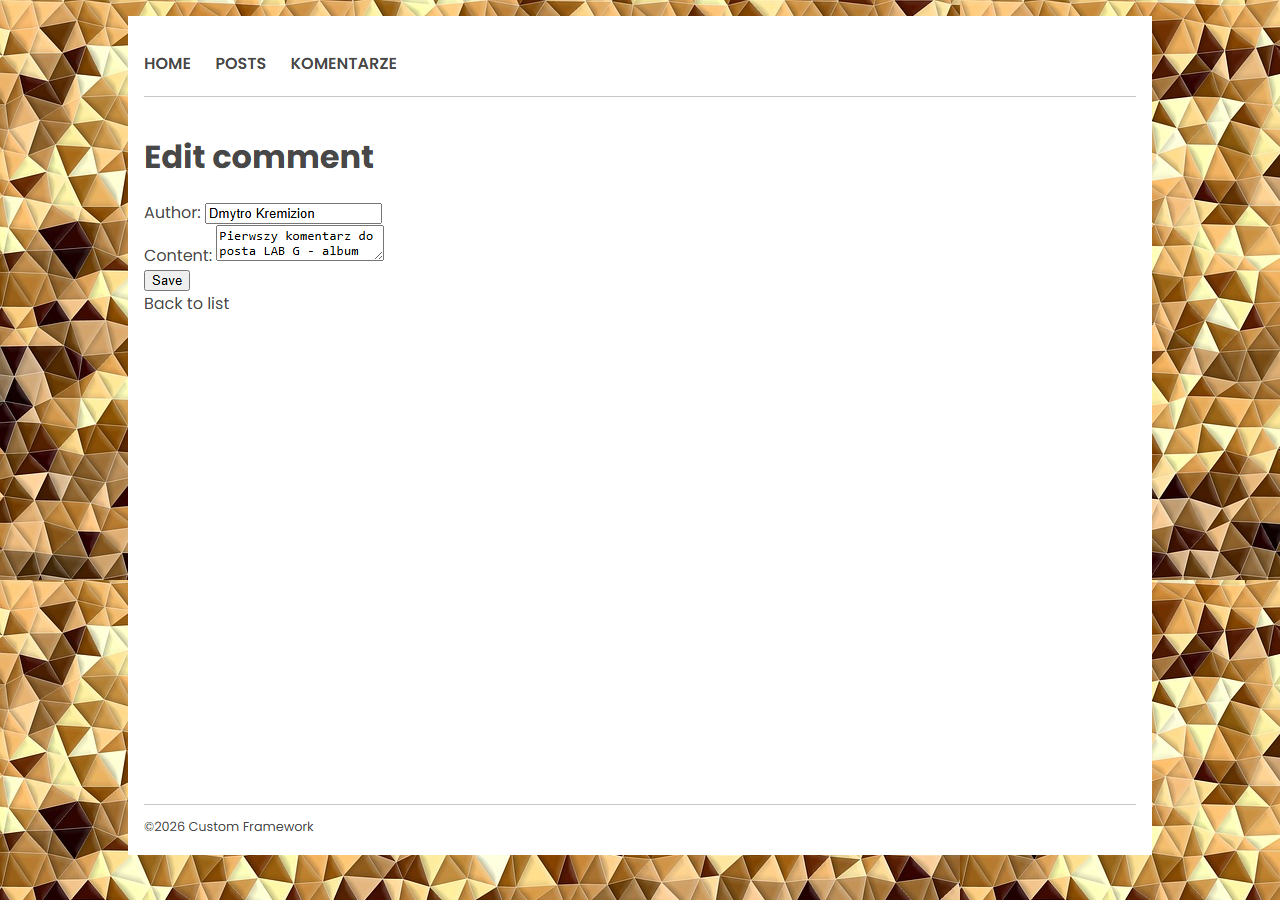 HOME POSTS KOMENTARZE
Edit comment
Author: Dmytro Kremizion
Content: Pierwszy komentarz do
posta LAB G - album
Save
Back to list
©2026 Custom Framework